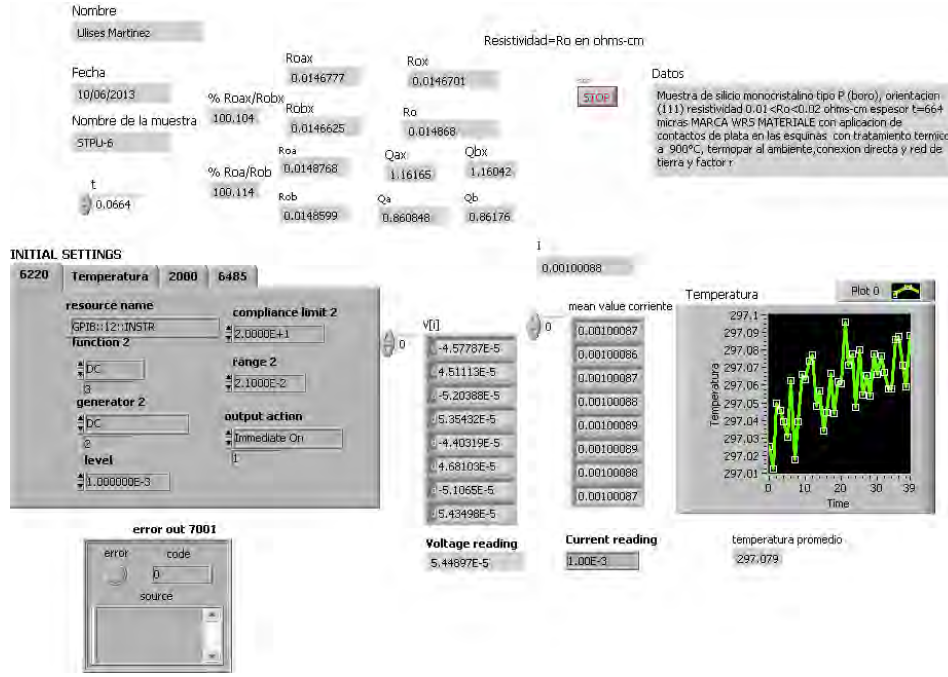 Nombre
Ulises Martinez
Resistividad=Ro en ohms-cm
Fecha
10/06/2013
Nombre de la muestra
STPU-6
t
0.0664
% Roax/Robx
100.104
% Roa/Rob
100.114
Roax
0.0146777
Robx
0.0146625
Roa
0.0148768
Rob
0.0148599
Rox
0.0146701
Ro
0.014868
Qax
1.16165
Qbx
1.16042
Qa
0.860848
Qb
0.86176
STOP
Datos
Muestra de silicio monocristalino tipo P (boro), orientacion
(111) resistividad 0.01<Ro<0.02 ohms-cm espesor t=664
micras MARCA WRS MATERIALE con aplicacion de
contactos de plata en las esquinas con tratamiento termico
a 900°C, termopar al ambiente,conexion directa y red de
tierra y factor r
INITIAL SETTINGS
6220 Temperatura 2000 6485
resource name
GPIB::12::INSTR
function 2
DC
3
generator 2
DC
2
level
1.000000E-3
compliance limit 2
2.0000E+1
range 2
2.1000E-2
output action
Immediate On
1
error out 7001
error code
0
source
V[i]
0
-4.57787E-5
4.51113E-5
-5.20388E-5
5.35432E-5
-4.40319E-5
4.68103E-5
-5.1065E-5
5.43498E-5
Voltage reading
5.44897E-5
I
0.00100088
mean value corriente
0
0.00100087
0.00100086
0.00100087
0.00100088
0.00100089
0.00100089
0.00100088
0.00100087
Current reading
1.00E-3
Temperatura
Plot 0
Temperatura
297.1
297.09
297.08
297.07
297.06
297.05
297.04
297.03
297.02
297.01
0 10 20 30 39
Time
temperatura promedio
297.079